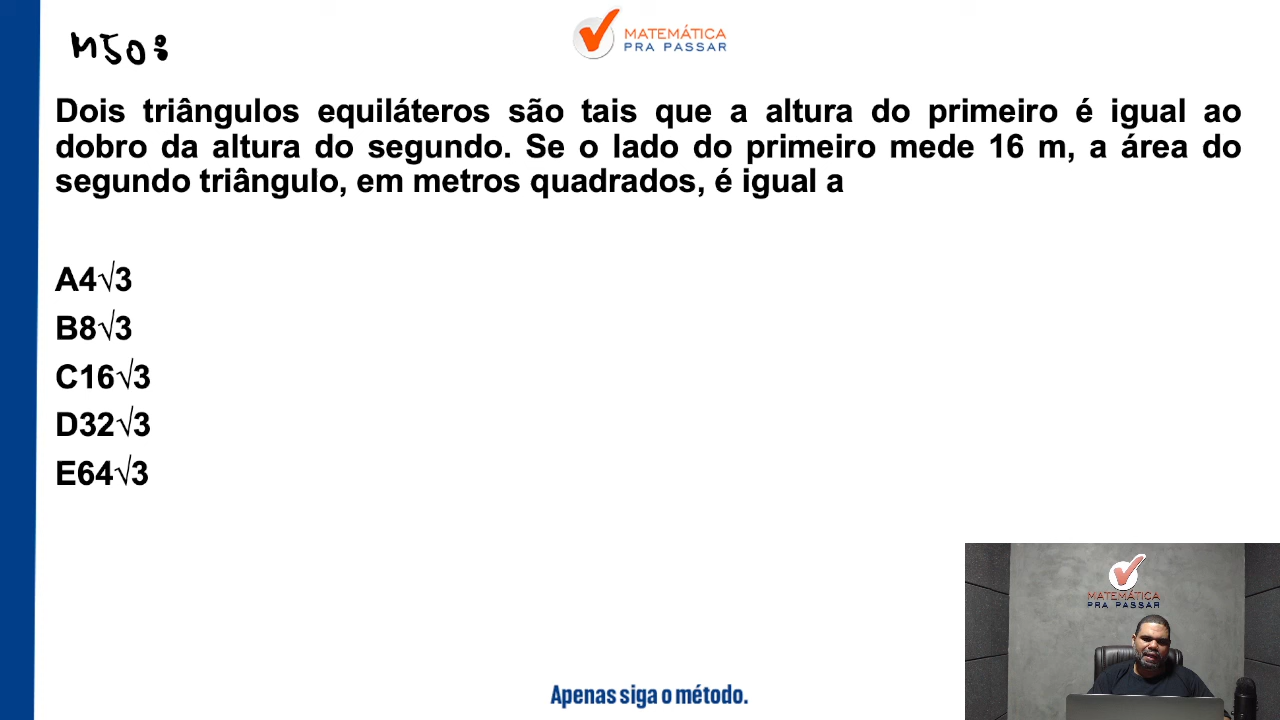 M508
MATEMÁTICA
PRA PASSAR
Dois triângulos equiláteros são tais que a altura do primeiro é igual ao
dobro da altura do segundo. Se o lado do primeiro mede 16 m, a área do
segundo triângulo, em metros quadrados, é igual a
A4√3
B8√3
C16√3
D32√3
E64√3
MATEMÁTICA
PRA PASSAR
Apenas siga o método.